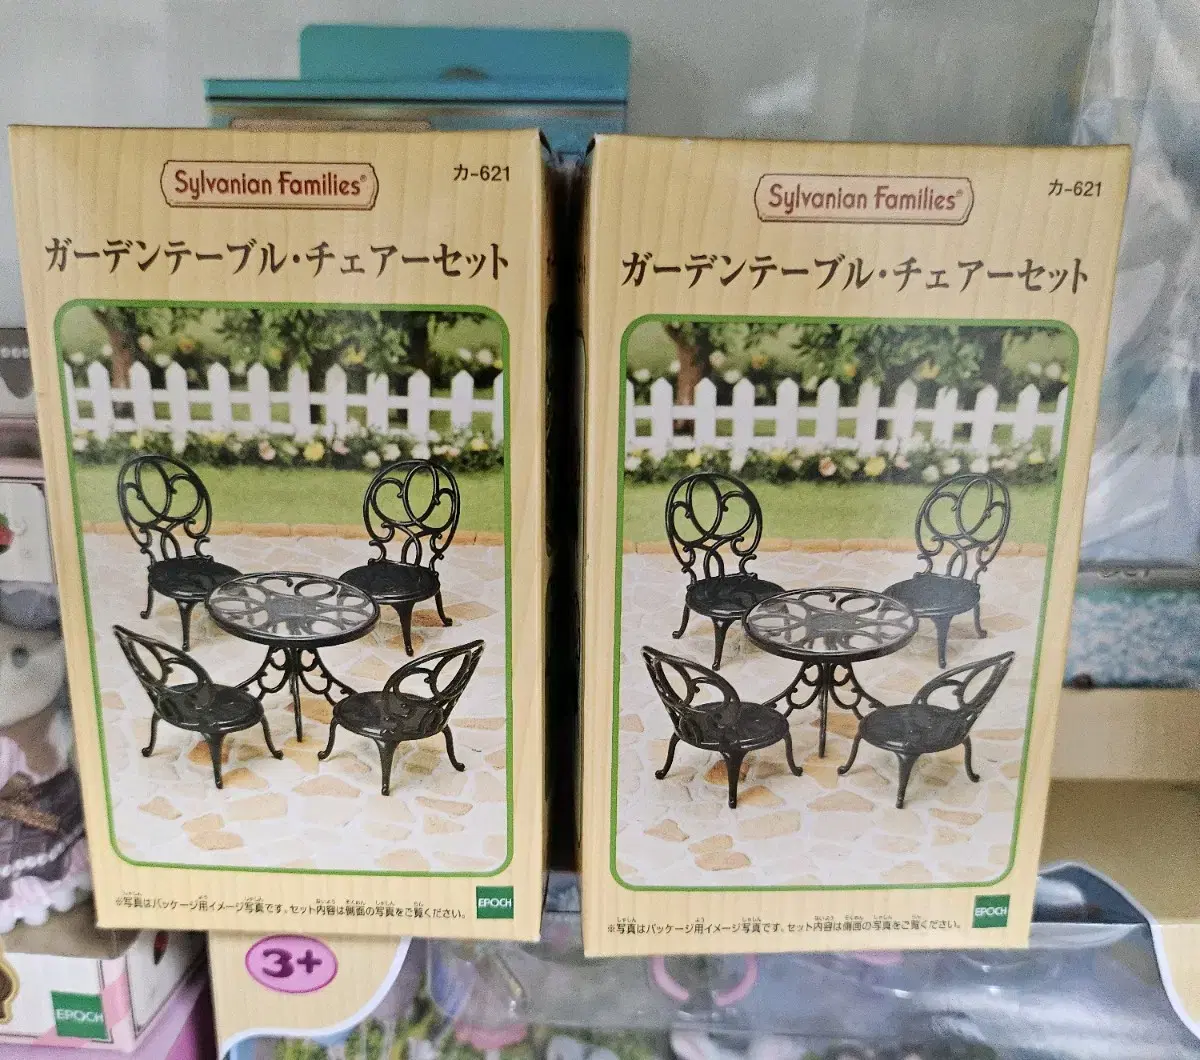 Sylvanian Families®
カ-621
ガーデンテーブル・チェアーセット
※写真はパッケージ用イメージ写真です。セット内容は側面の写真をご覧ください。
EPOCH
Sylvanian Families®
カ-621
ガーデンテーブル・チェアーセット
※写真はパッケージ用イメージ写真です。セット内容は側面の写真をご覧ください。
EPOCH
3+
EPOCH